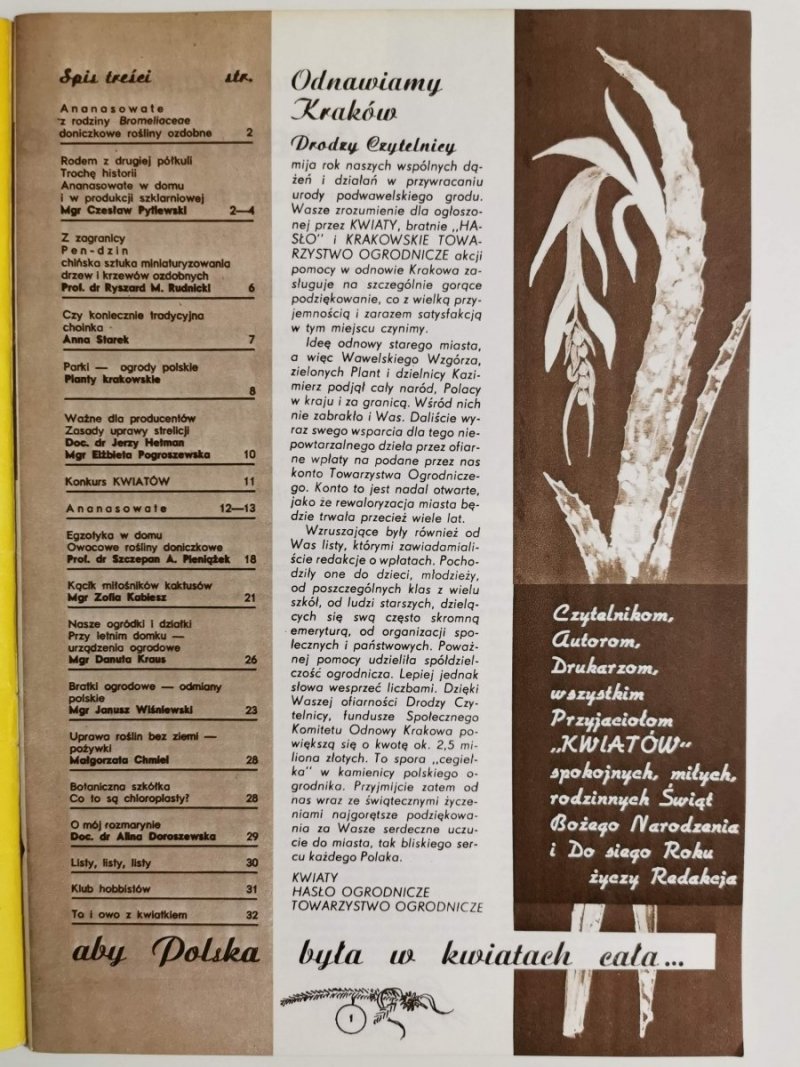 Spis treści str.
Ananasowate
z rodziny Bromeliaceae
doniczkowe rośliny ozdobne 2
Rodem z drugiej półkuli
Trochę historii
Ananasowate w domu
i w produkcji szklarniowej
Mgr Czesław Pytlewski 2—4
Z zagranicy
Pen-dzin
chińska sztuka miniaturyzowania
drzew i krzewów ozdobnych
Prof. dr Ryszard M. Rudnicki 6
Czy koniecznie tradycyjna
choinka
Anna Starek 7
Parki — ogrody polskie
Planty krakowskie
8
Ważne dla producentów
Zasady uprawy strelicji
Doc. dr Jerzy Hetman
Mgr Elżbieta Pogroszewska 10
Konkurs KWIATÓW 11
Ananasowate 12—13
Egzotyka w domu
Owocowe rośliny doniczkowe
Prof. dr Szczepan A. Pieniążek 18
Kącik miłośników kaktusów
Mgr Zofia Kabiesz 21
Nasze ogródki i działki
Przy letnim domku —
urządzenia ogrodowe
Mgr Danuta Kraus 26
Bratki ogrodowe — odmiany
polskie
Mgr Janusz Wiśniewski 23
Uprawa roślin bez ziemi —
pożywki
Małgorzata Chmiel 28
Botaniczna szkółka
Co to są chloroplasty? 28
O mój rozmarynie
Doc. dr Alina Doroszewska 29
Listy, listy, listy 30
Klub hobbistów 31
To i owo z kwiatkiem 32
Odnawiamy
Kraków
Drodzy Czytelnicy
mija rok naszych wspólnych dą-
żeń i działań w przywracaniu
urody podwawelskiego grodu.
Wasze zrozumienie dla ogłoszo-
nej przez KWIATY, bratnie „HA-
SŁO" i KRAKOWSKIE TOWA-
RZYSTWO OGRODNICZE akcji
pomocy w odnowie Krakowa za-
sługuje na szczególnie gorące
podziękowanie, co z wielką przy-
jemnością i zarazem satysfakcją
w tym miejscu czynimy.
Ideę odnowy starego miasta,
a więc Wawelskiego Wzgórza,
zielonych Plant i dzielnicy Kazi-
mierz podjął cały naród, Polacy
w kraju i za granicą. Wśród nich
nie zabrakło i Was. Daliście wy-
raz swego wsparcia dla tego nie-
powtarzalnego dzieła przez ofiar-
ne wpłaty na podane przez nas
konto Towarzystwa Ogrodnicze-
go. Konto to jest nadal otwarte,
jako że rewaloryzacja miasta bę-
dzie trwała przecież wiele lat.
Wzruszające były również od
Was listy, którymi zawiadamiali-
ście redakcje o wpłatach. Pocho-
dziły one do dzieci, młodzieży,
od poszczególnych klas z wielu
szkół, od ludzi starszych, dzielą-
cych się swą często skromną
emeryturą, od organizacji spo-
łecznych i państwowych. Poważ-
nej pomocy udzieliła spółdziel-
czość ogrodnicza. Lepiej jednak
słowa wesprzeć liczbami. Dzięki
Waszej ofiarności Drodzy Czy-
telnicy, fundusze Społecznego
Komitetu Odnowy Krakowa po-
większą się o kwotę ok. 2,5 mi-
liona złotych. To spora „cegieł-
ka" w kamienicy polskiego o-
grodnika. Przyjmijcie zatem od
nas wraz ze świątecznymi życze-
niami najgorętsze podziękowa-
nia za Wasze serdeczne uczu-
cie do miasta, tak bliskiego ser-
cu każdego Polaka.
KWIATY
HASŁO OGRODNICZE
TOWARZYSTWO OGRODNICZE
Czytelnikom,
Autorom,
Drukarzom,
wszystkim
Przyjaciołom
„KWIATÓW"
spokojnych, miłych,
rodzinnych Świąt
Bożego Narodzenia
i Do siego Roku
życzy Redakcja
aby Polska była w kwiatach cała...
1